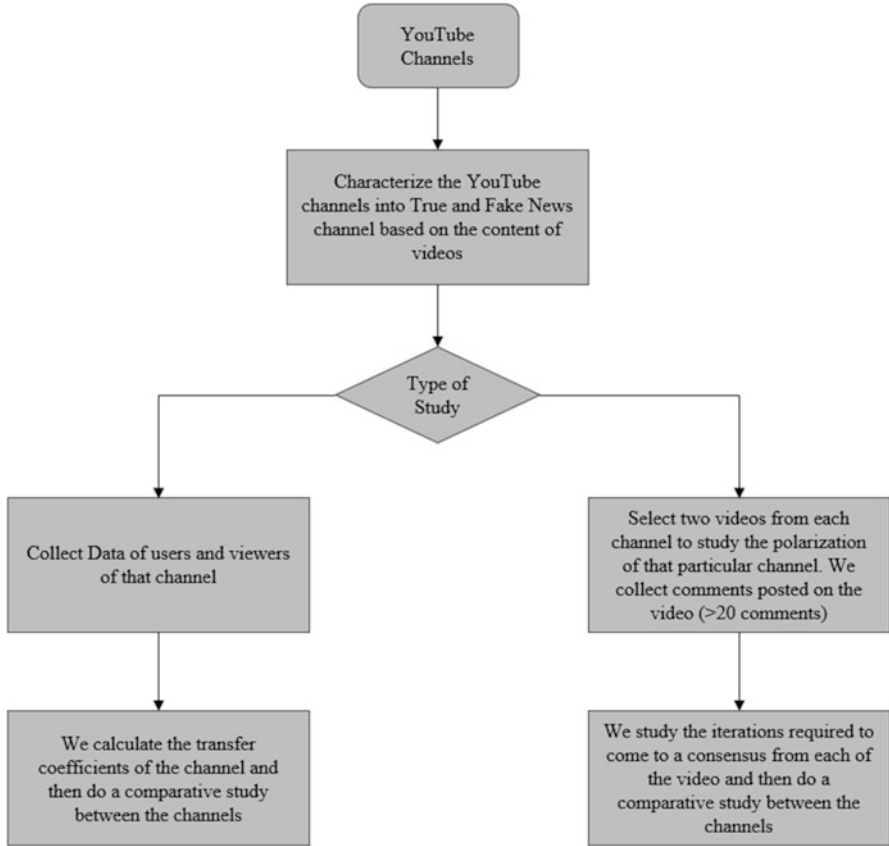 YouTube
Channels
Characterize the YouTube
channels into True and Fake News
channel based on the content of
videos
Type of
Study
Collect Data of users and viewers
of that channel
Select two videos from each
channel to study the polarization
of that particular channel. We
collect comments posted on the
video (>20 comments)
We calculate the transfer
coefficients of the channel and
then do a comparative study
between the channels
We study the iterations required to
come to a consensus from each of
the video and then do a
comparative study between the
channels